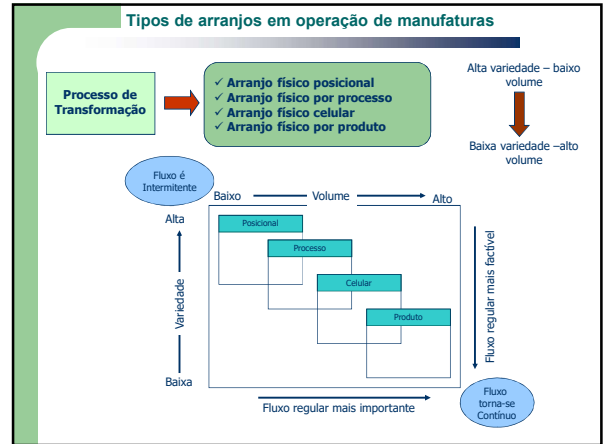 Tipos de arranjos em operação de manufaturas
Processo de
Transformação
✓ Arranjo físico posicional
✓ Arranjo físico por processo
✓ Arranjo físico celular
✓ Arranjo físico por produto
Alta variedade – baixo
volume
Baixa variedade –alto
volume
Fluxo é
Intermitente
Baixo
Volume
Alto
Alta
Variedade
Baixa
Posicional
Processo
Celular
Produto
Fluxo regular mais factível
Fluxo regular mais importante
Fluxo
torna-se
Contínuo